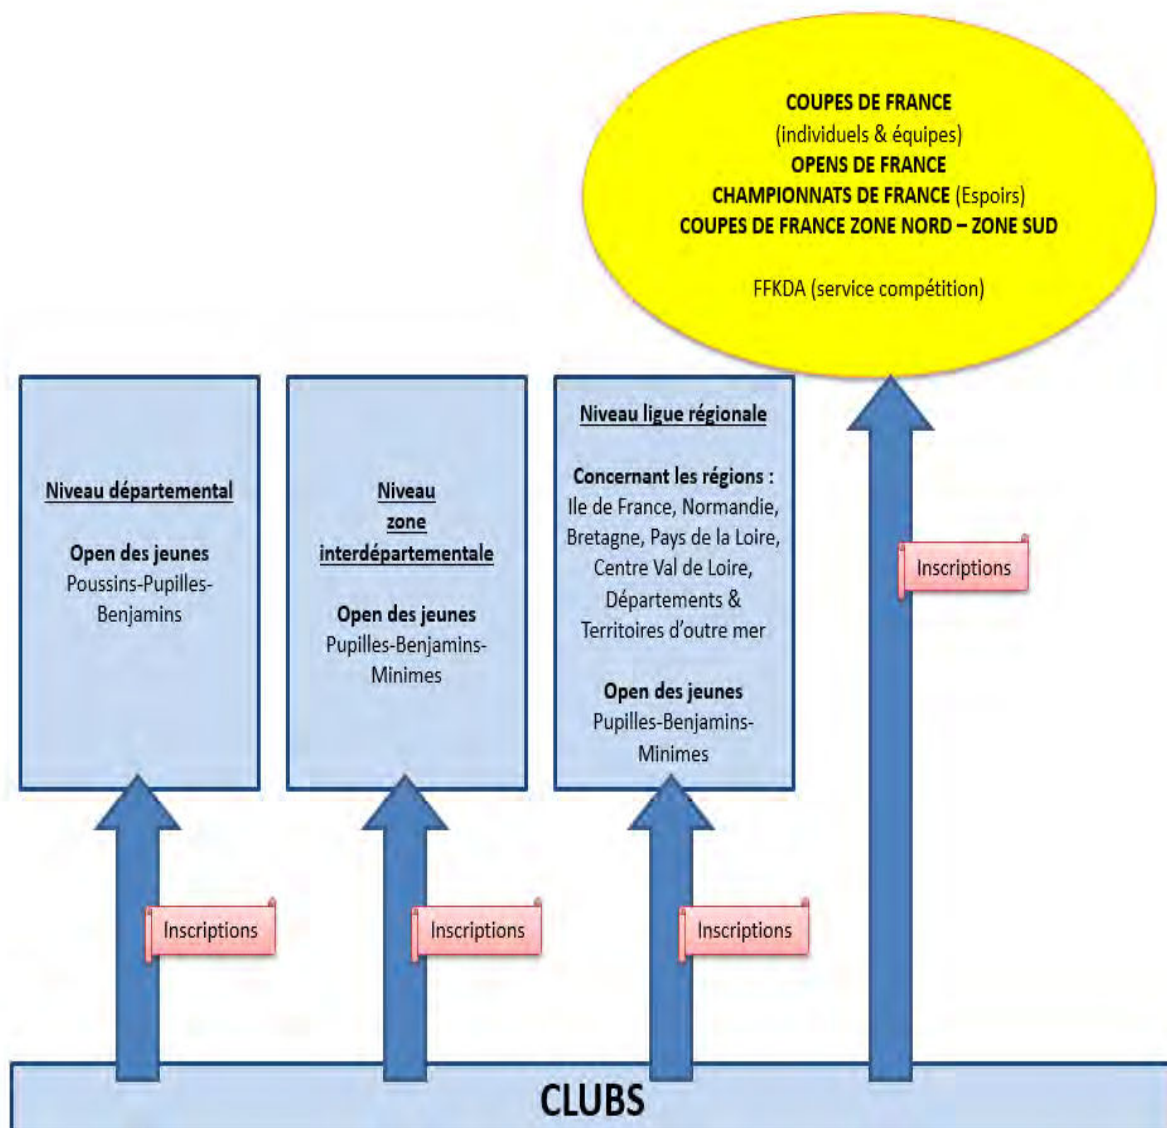 COUPES DE FRANCE
(individuels & équipes)
OPENS DE FRANCE
CHAMPIONNATS DE FRANCE (Espoirs)
COUPES DE FRANCE ZONE NORD – ZONE SUD
FFKDA (service compétition)
Niveau départemental
Open des jeunes
Poussins-Pupilles-
Benjamins
Niveau
zone
interdépartementale
Open des jeunes
Pupilles-Benjamins-
Minimes
Niveau ligue régionale
Concernant les régions :
Ile de France, Normandie,
Bretagne, Pays de la Loire,
Centre Val de Loire,
Départements &
Territoires d'outre mer
Open des jeunes
Pupilles-Benjamins-
Minimes
Inscriptions
Inscriptions
Inscriptions
Inscriptions
CLUBS